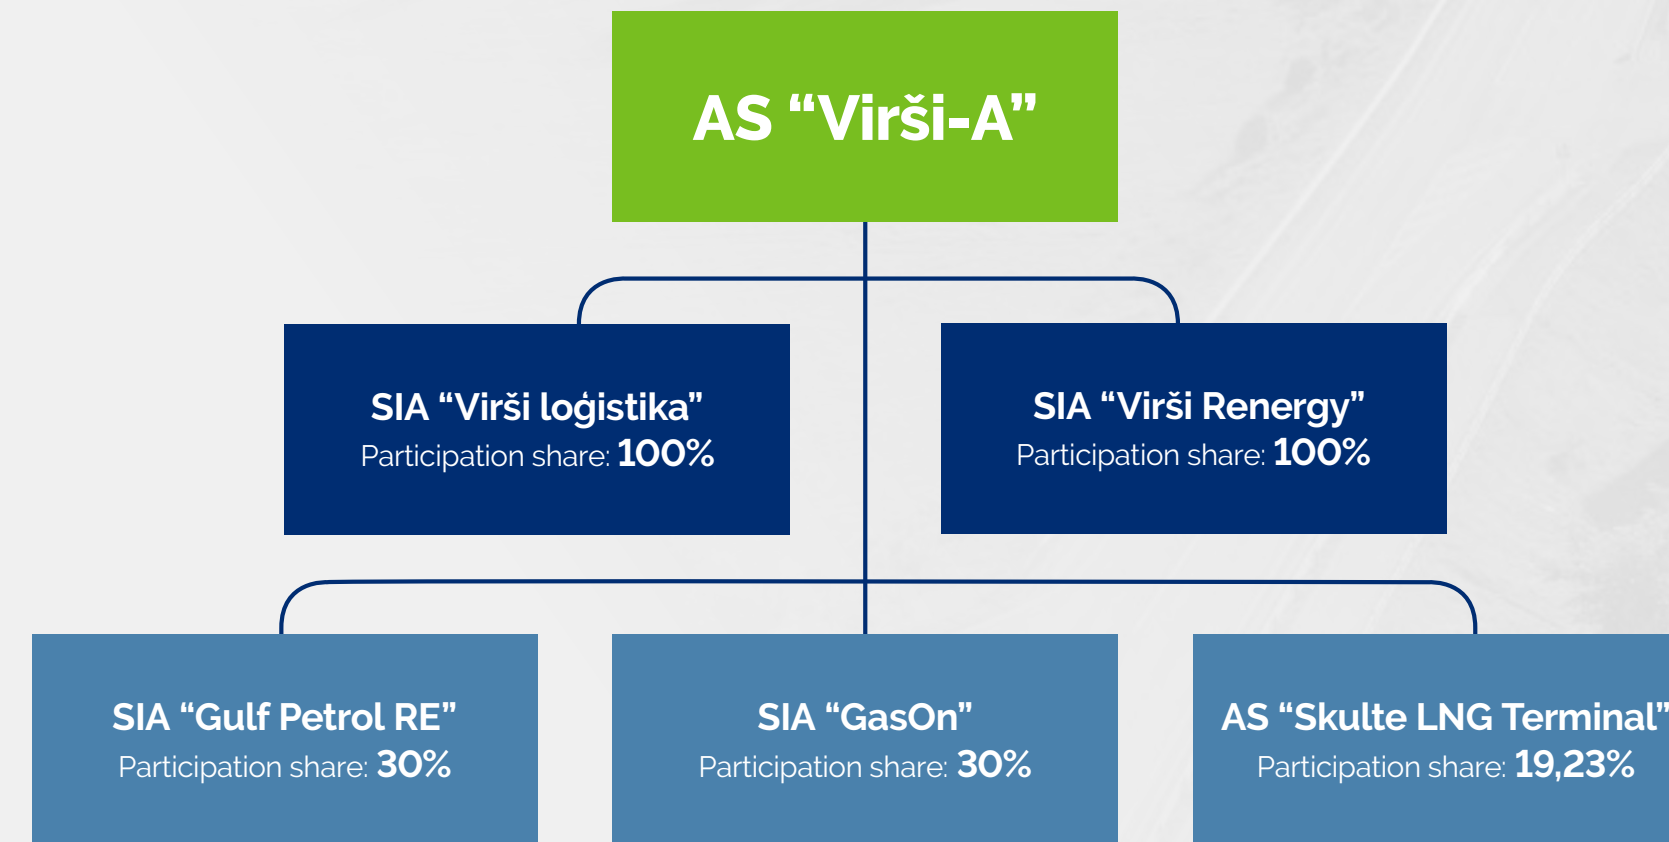 AS “Virši-A”
SIA “Virši loģistika”
Participation share: 100%
SIA “Virši Renergy”
Participation share: 100%
SIA “Gulf Petrol RE”
Participation share: 30%
SIA “GasOn”
Participation share: 30%
AS “Skulte LNG Terminal”
Participation share: 19,23%